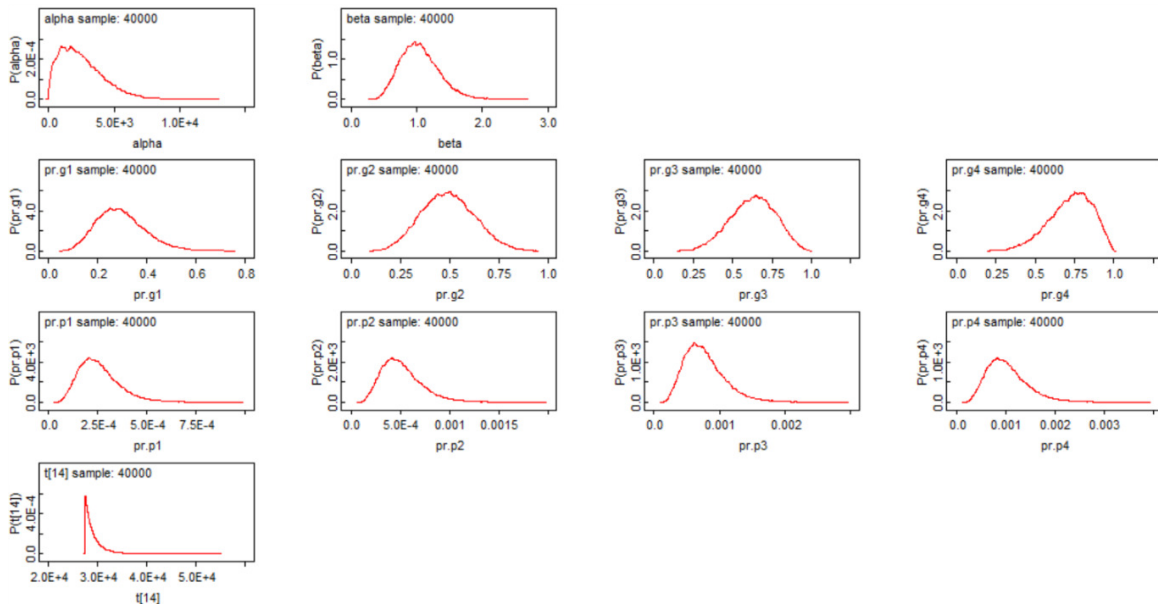 alpha sample: 40000
P(alpha)
0.0 2.0E-4
0.0 5.0E+3 1.0E+4
alpha
beta sample: 40000
P(beta)
0.0 1.0
0.0 1.0 2.0 3.0
beta
pr.g1 sample: 40000
P(pr.g1)
0.0 4.0
0.2 0.4 0.6 0.8
pr.g1
pr.g2 sample: 40000
P(pr.g2)
0.0 2.0
0.25 0.5 0.75 1.0
pr.g2
pr.g3 sample: 40000
P(pr.g3)
0.0 2.0
0.0 0.25 0.5 0.75 1.0
pr.g3
pr.g4 sample: 40000
P(pr.g4)
0.0 2.0
0.0 0.25 0.5 0.75 1.0
pr.g4
pr.p1 sample: 40000
P(pr.p1)
0.0 4.0E+3
0.0 2.5E-4 5.0E-4 7.5E-4
pr.p1
pr.p2 sample: 40000
P(pr.p2)
0.0 2.0E+3
0.0 5.0E-4 0.001 0.0015
pr.p2
pr.p3 sample: 40000
P(pr.p3)
0.0 1.0E+3
0.0 0.001 0.002
pr.p3
pr.p4 sample: 40000
P(pr.p4)
0.0 1.0E+3
0.0 0.001 0.002 0.003
pr.p4
t[14] sample: 40000
P(t[14])
0.0 4.0E-4
2.0E+4 3.0E+4 4.0E+4 5.0E+4
t[14]